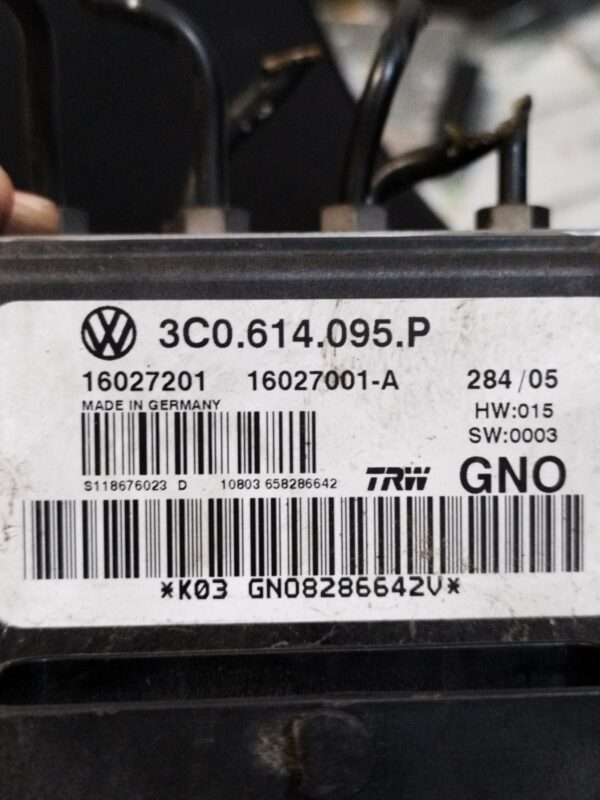 3C0.614.095.P
16027201 16027001-A 284/05
MADE IN GERMANY
HW:015
SW:0003
S118676023 D 10803 658286642 TRW GNO
*K03 GNO8286642V*